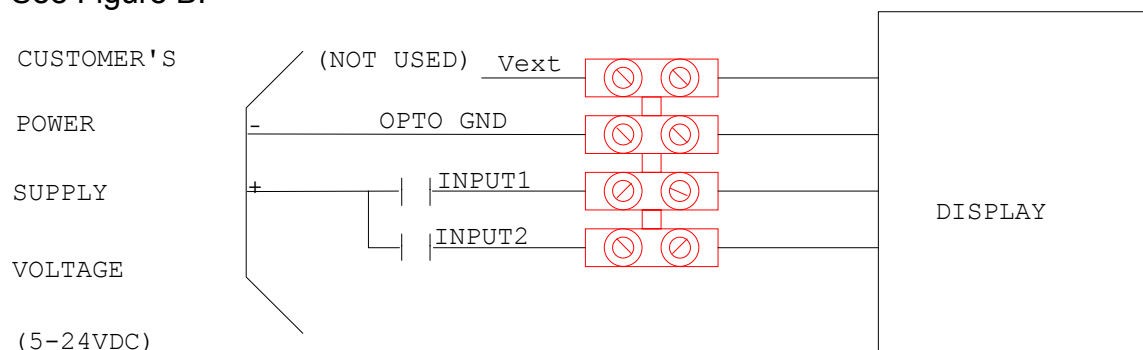 See Figure B.
CUSTOMER'S
(NOT USED) Vext
POWER
- OPTO GND
SUPPLY
+ INPUT1
DISPLAY
INPUT2
VOLTAGE
(5-24VDC)